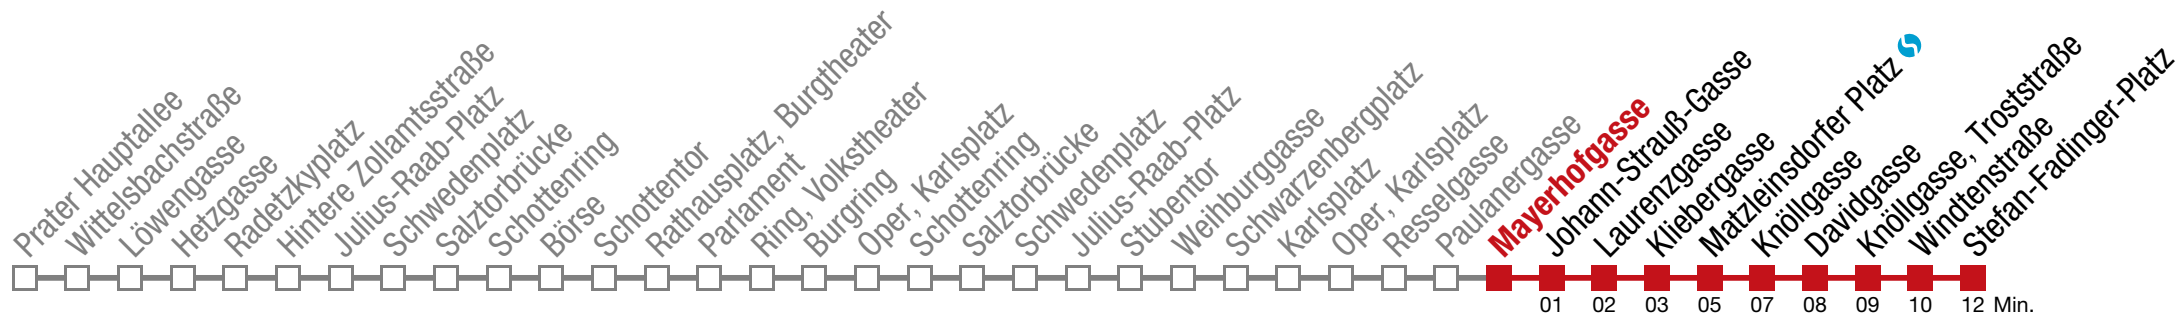 Prater Hauptallee
Wittelsbachstraße
Löwengasse
Hetzgasse
Radetzkyplatz
Hintere Zollamtsstraße
Julius-Raab-Platz
Schwedenplatz
Salztorbrücke
Schottenring
Börse
Schottentor
Rathausplatz, Burgtheater
Parlament
Ring, Volkstheater
Burgring
Oper, Karlsplatz
Schottenring
Salztorbrücke
Schwedenplatz
Julius-Raab-Platz
Stubentor
Weihburggasse
Schwarzenbergplatz
Karlsplatz
Oper, Karlsplatz
Resselgasse
Paulanergasse
Mayerhofgasse
Johann-Strauß-Gasse
Laurenzgasse
Kliebergasse
Matzleinsdorfer Platz
Knöllgasse
Davidgasse
Knöllgasse, Troststraße
Windtenstraße
Stefan-Fadinger-Platz
01 02 03 05 07 08 09 10 12 Min.